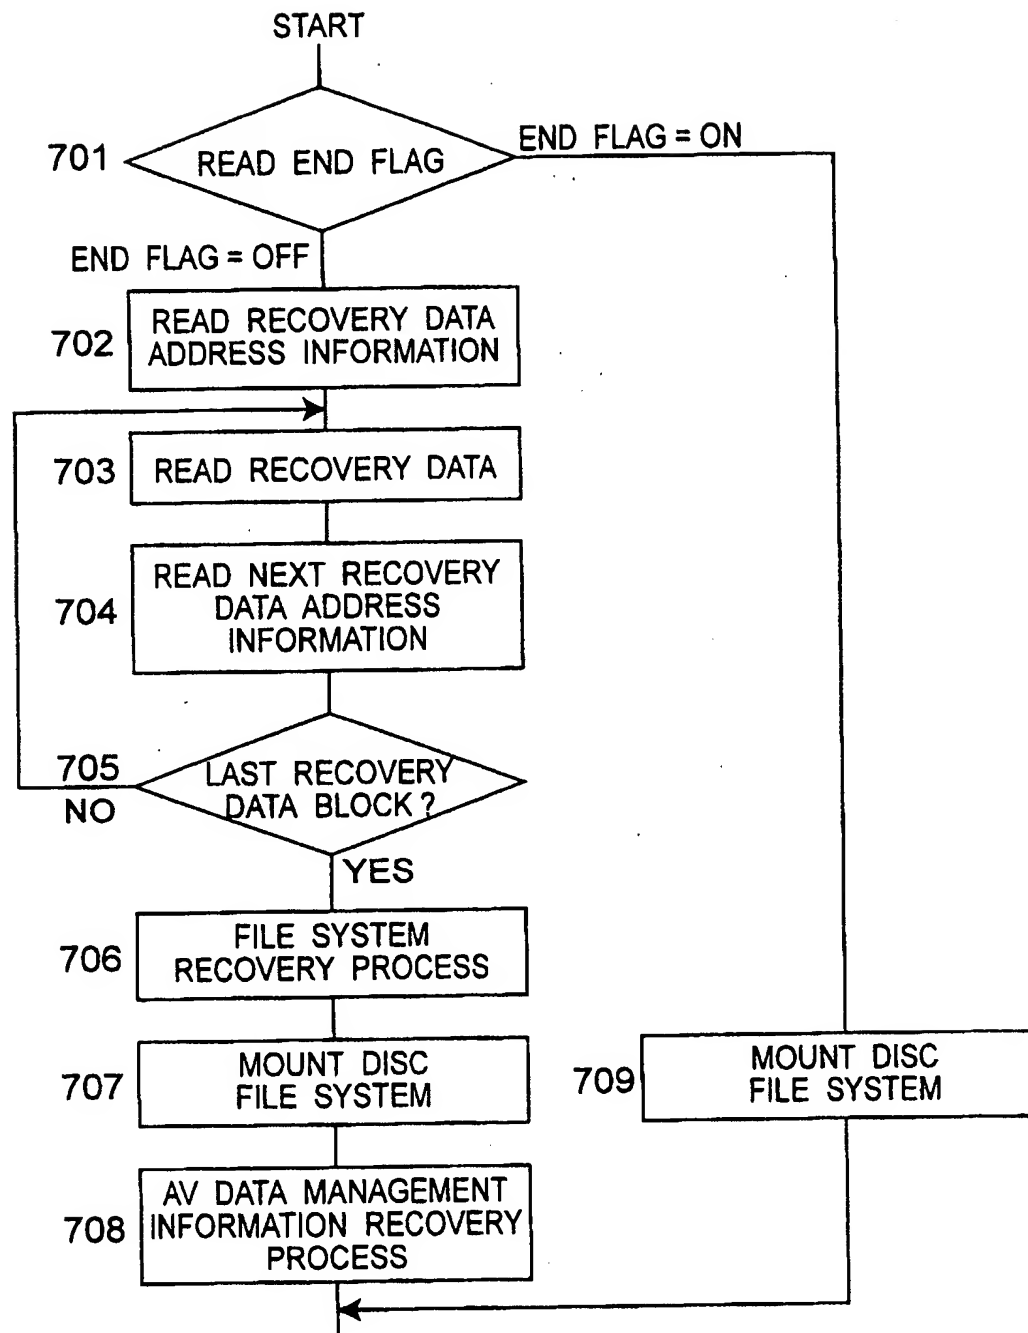 START
701
READ END FLAG
END FLAG = ON
END FLAG = OFF
702
READ RECOVERY DATA
ADDRESS INFORMATION
703
READ RECOVERY DATA
704
READ NEXT RECOVERY
DATA ADDRESS
INFORMATION
705
NO
LAST RECOVERY
DATA BLOCK ?
YES
706
FILE SYSTEM
RECOVERY PROCESS
707
MOUNT DISC
FILE SYSTEM
709
MOUNT DISC
FILE SYSTEM
708
AV DATA MANAGEMENT
INFORMATION RECOVERY
PROCESS